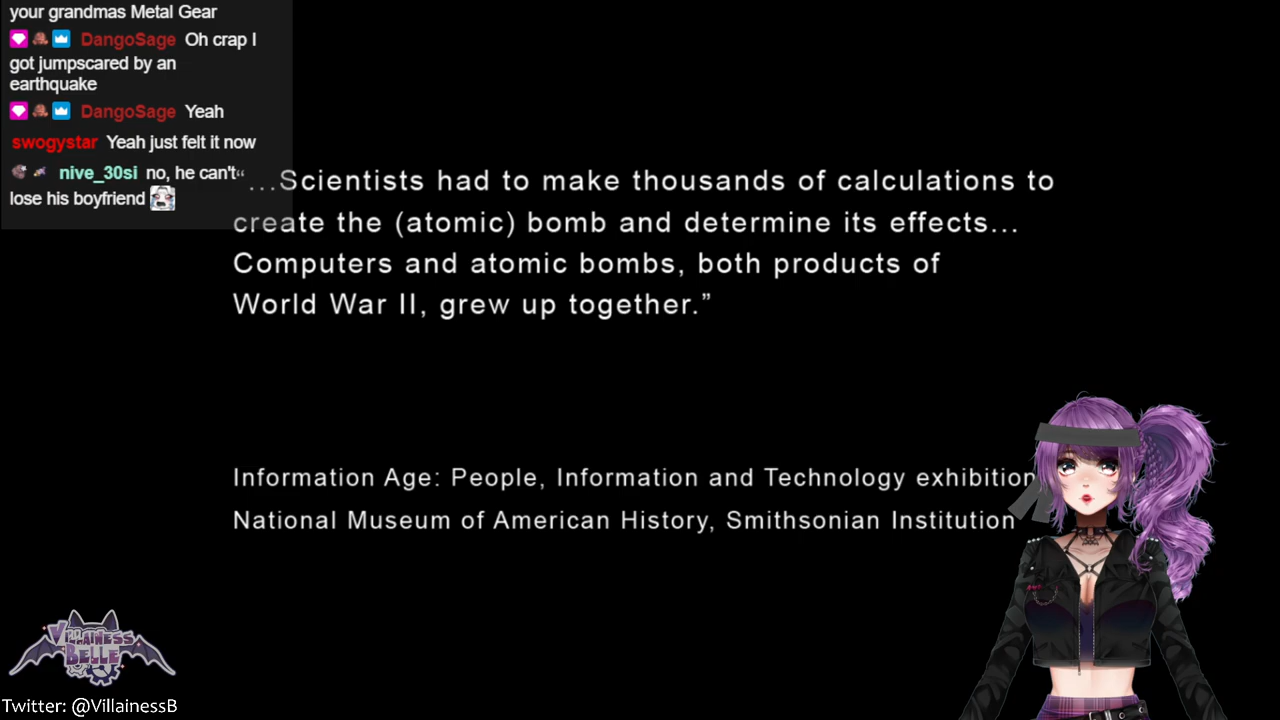 your grandmas Metal Gear
DangoSage Oh crap I
got jumpscared by an
earthquake
DangoSage Yeah
swogystar Yeah just felt it now
nive_30si no, he can't
lose his boyfriend
“...Scientists had to make thousands of calculations to
create the (atomic) bomb and determine its effects...
Computers and atomic bombs, both products of
World War II, grew up together.”
Information Age: People, Information and Technology exhibition
National Museum of American History, Smithsonian Institution
VILLAINESS
BELLE
Twitter: @VillainessB